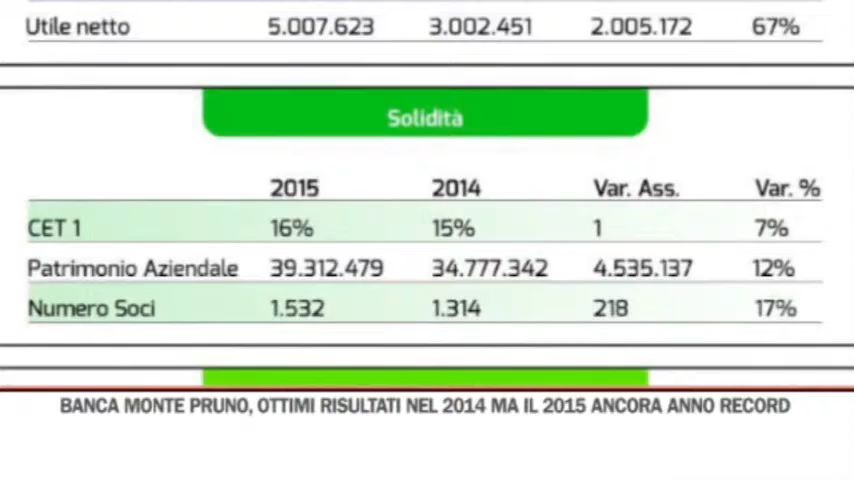 Utile netto 5.007.623 3.002.451 2.005.172 67%
Solidità
2015 2014 Var. Ass. Var. %
CET 1 16% 15% 1 7%
Patrimonio Aziendale 39.312.479 34.777.342 4.535.137 12%
Numero Soci 1.532 1.314 218 17%
BANCA MONTE PRUNO, OTTIMI RISULTATI NEL 2014 MA IL 2015 ANCORA ANNO RECORD